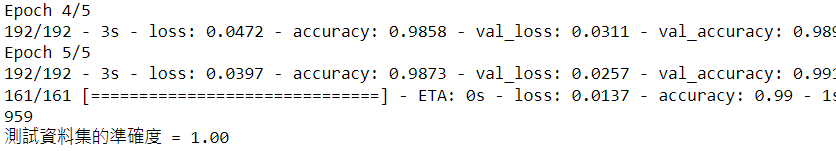 Epoch 4/5
192/192 - 3s - loss: 0.0472 - accuracy: 0.9858 - val_loss: 0.0311 - val_accuracy: 0.989
Epoch 5/5
192/192 - 3s - loss: 0.0397 - accuracy: 0.9873 - val_loss: 0.0257 - val_accuracy: 0.991
161/161 [==============================] - ETA: 0s - loss: 0.0137 - accuracy: 0.99 - 1s
959
測試資料集的準確度 = 1.00